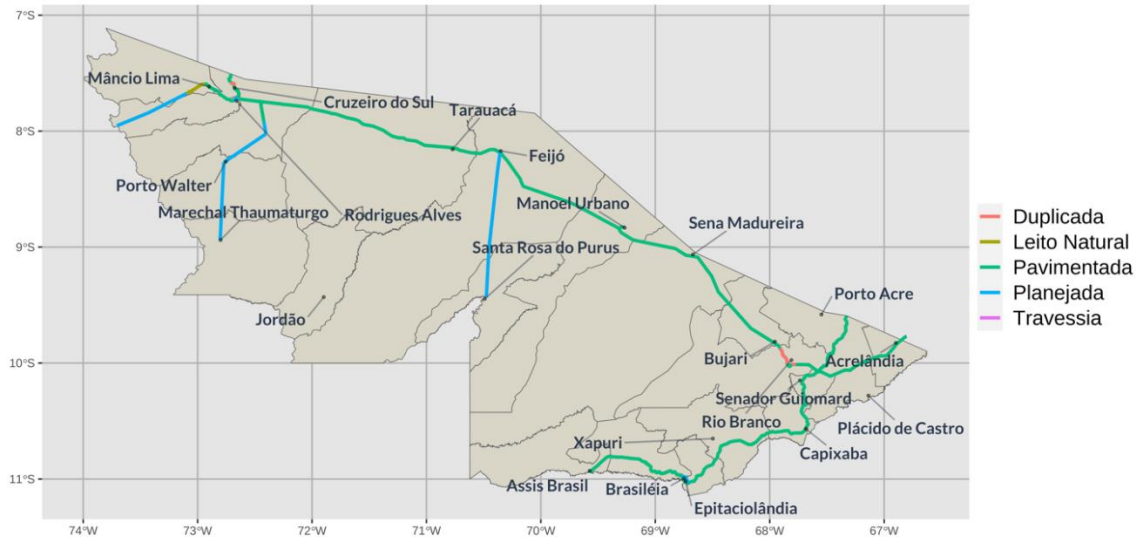 7°S
8°S
9°S
10°S
11°S
74°W
73°W
72°W
71°W
70°W
69°W
68°W
67°W
Mâncio Lima
Cruzeiro do Sul
Tarauacá
Feijó
Porto Walter
Marechal Thaumaturgo
Rodrigues Alves
Manoel Urbano
Sena Madureira
Santa Rosa do Purus
Jordão
Porto Acre
Bujari
Acrelândia
Senador Guiomard
Rio Branco
Plácido de Castro
Xapuri
Capixaba
Assis Brasil
Brasiléia
Epitaciolândia
Duplicada
Leito Natural
Pavimentada
Planejada
Travessia